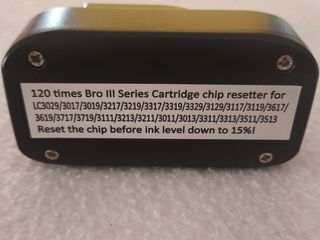 120 times Bro III Series Cartridge chip resetter for
LC3029/3017/3019/3217/3219/3317/3319/3329/3129/3117/3119/3617/
3619/3717/3719/3111/3213/3211/3011/3013/3311/3313/3511/3513
Reset the chip before ink level down to 15%!